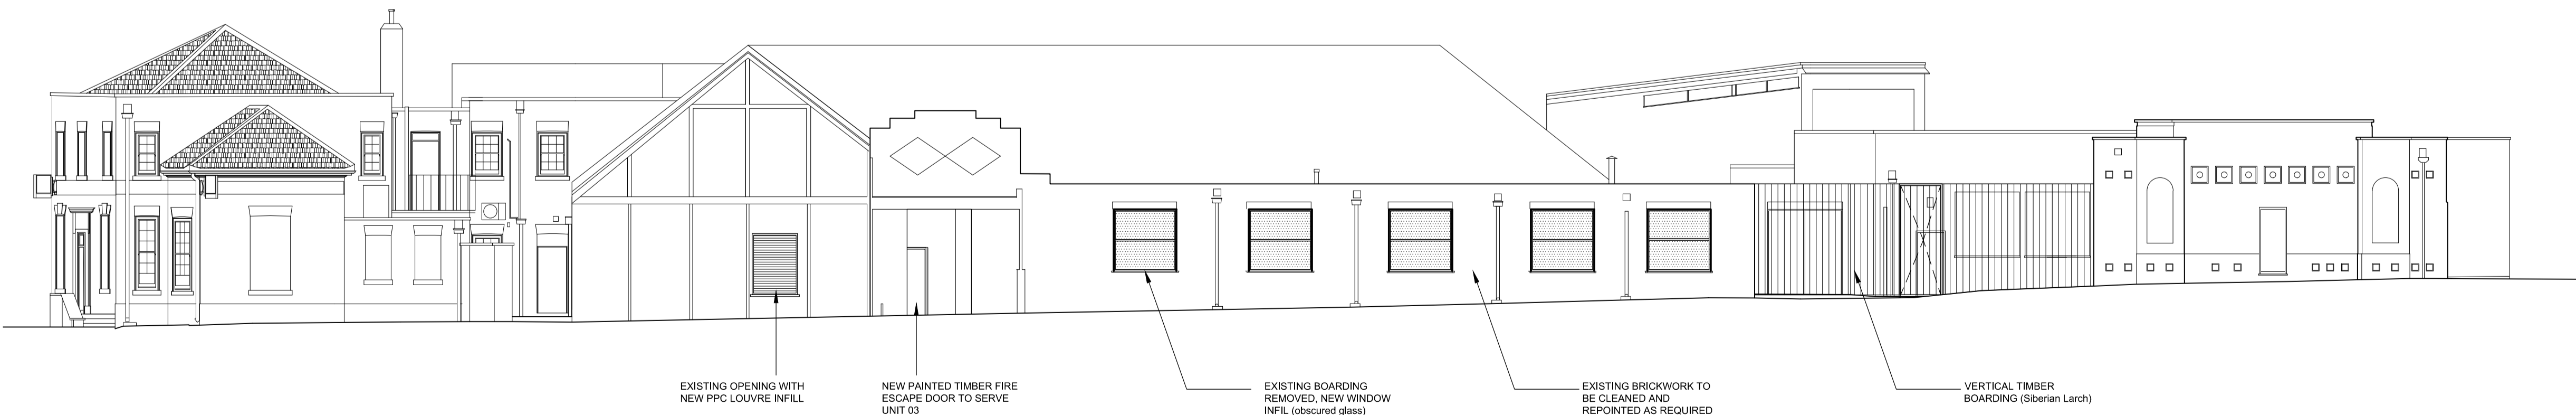 EXISTING OPENING WITH
NEW PPC LOUVRE INFILL
NEW PAINTED TIMBER FIRE
ESCAPE DOOR TO SERVE
UNIT 03
EXISTING BOARDING
REMOVED, NEW WINDOW
INFIL (obscured glass)
EXISTING BRICKWORK TO
BE CLEANED AND
REPOINTED AS REQUIRED
VERTICAL TIMBER
BOARDING (Siberian Larch)